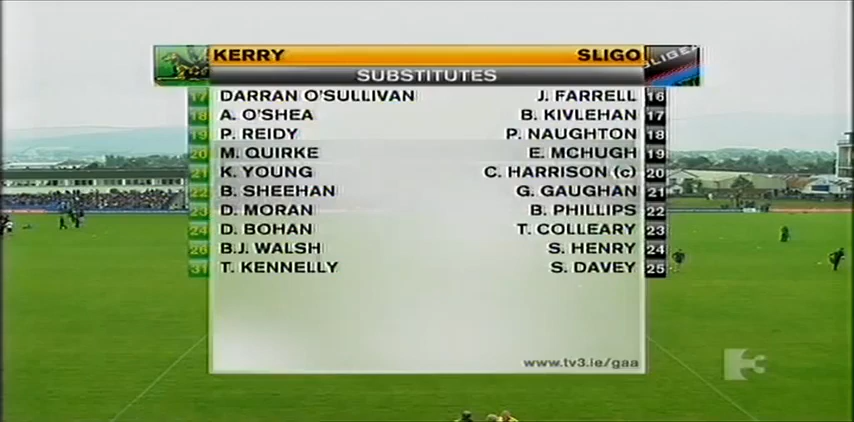 KERRY SLIGO
SUBSTITUTES
17 DARRAN O'SULLIVAN J. FARRELL 16
18 A. O'SHEA B. KIVLEHAN 17
19 P. REIDY P. NAUGHTON 18
20 M. QUIRKE E. MCHUGH 19
21 K. YOUNG C. HARRISON (c) 20
22 B. SHEEHAN G. GAUGHAN 21
23 D. MORAN B. PHILLIPS 22
24 D. BOHAN T. COLLEARY 23
26 B.J. WALSH S. HENRY 24
31 T. KENNELLY S. DAVEY 25
www.tv3.ie/gaa
3